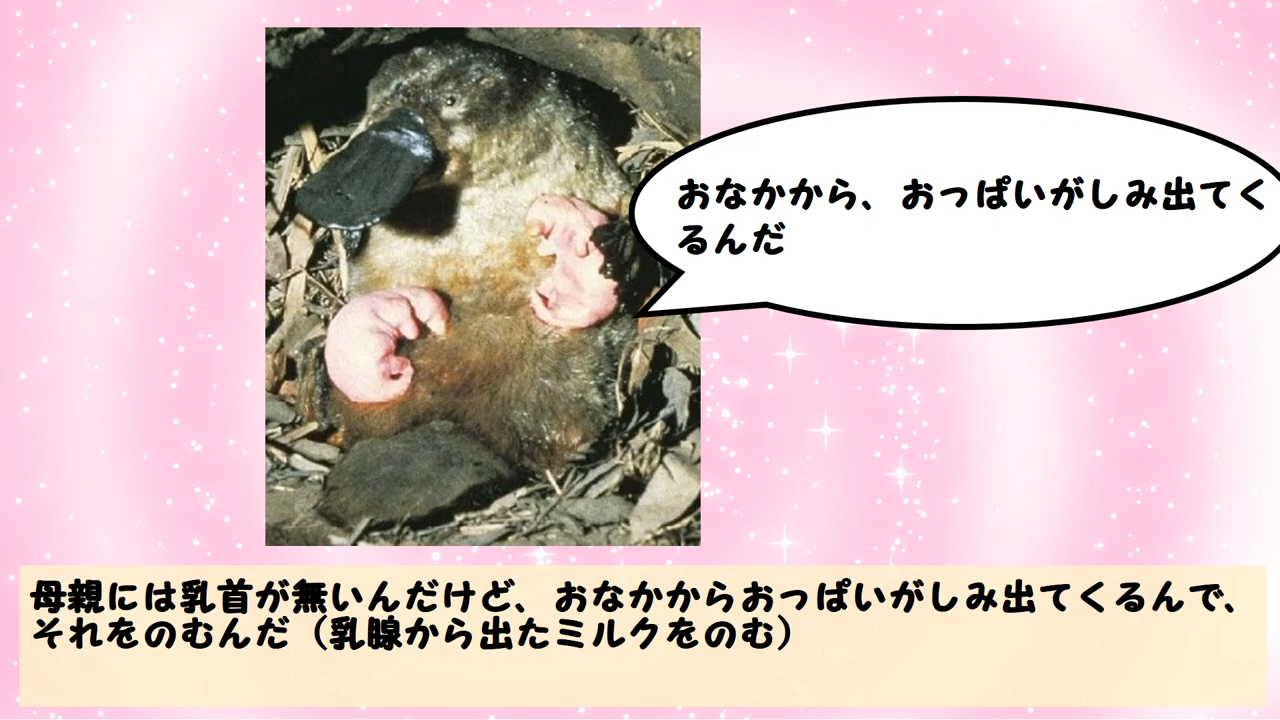 おなかから、おっぱいがしみ出てく
るんだ
母親には乳首が無いんだけど、おなかからおっぱいがしみ出てくるんで、
それをのむんだ（乳腺から出たミルクをのむ）